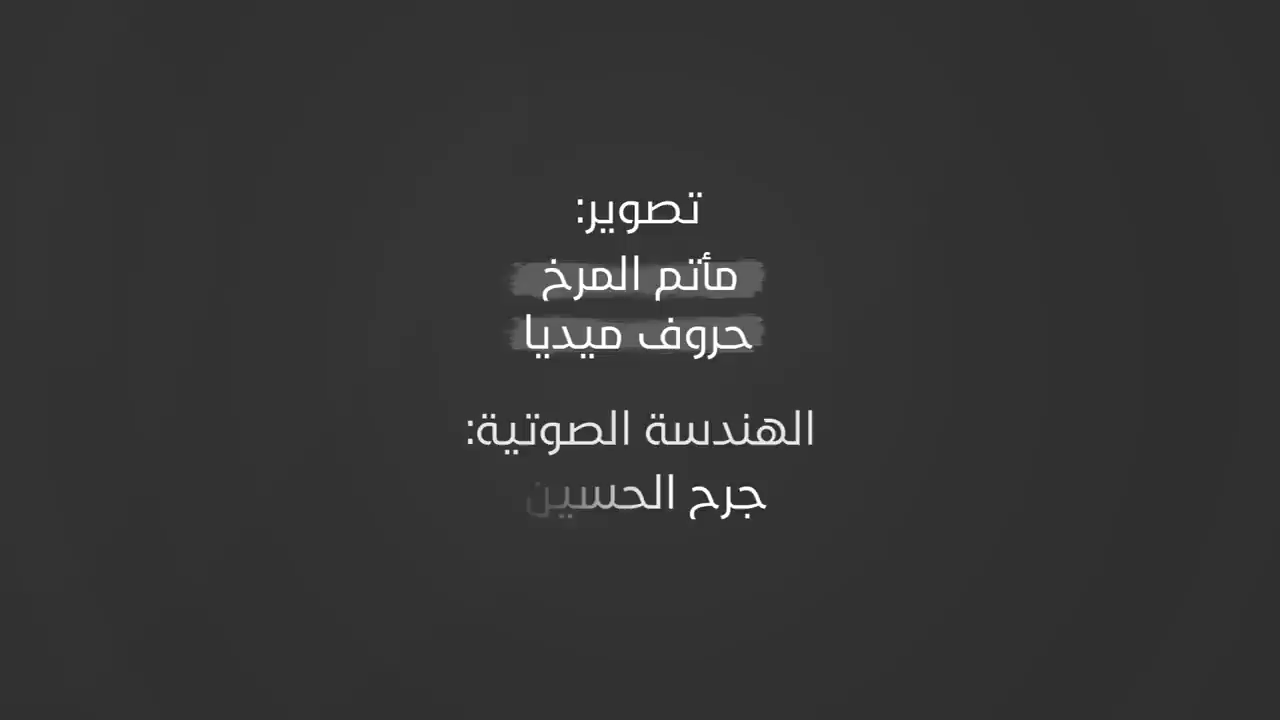 تصوير:
مأتم المرخ
حروف ميديا
الهندسة الصوتية:
جرح الحسين